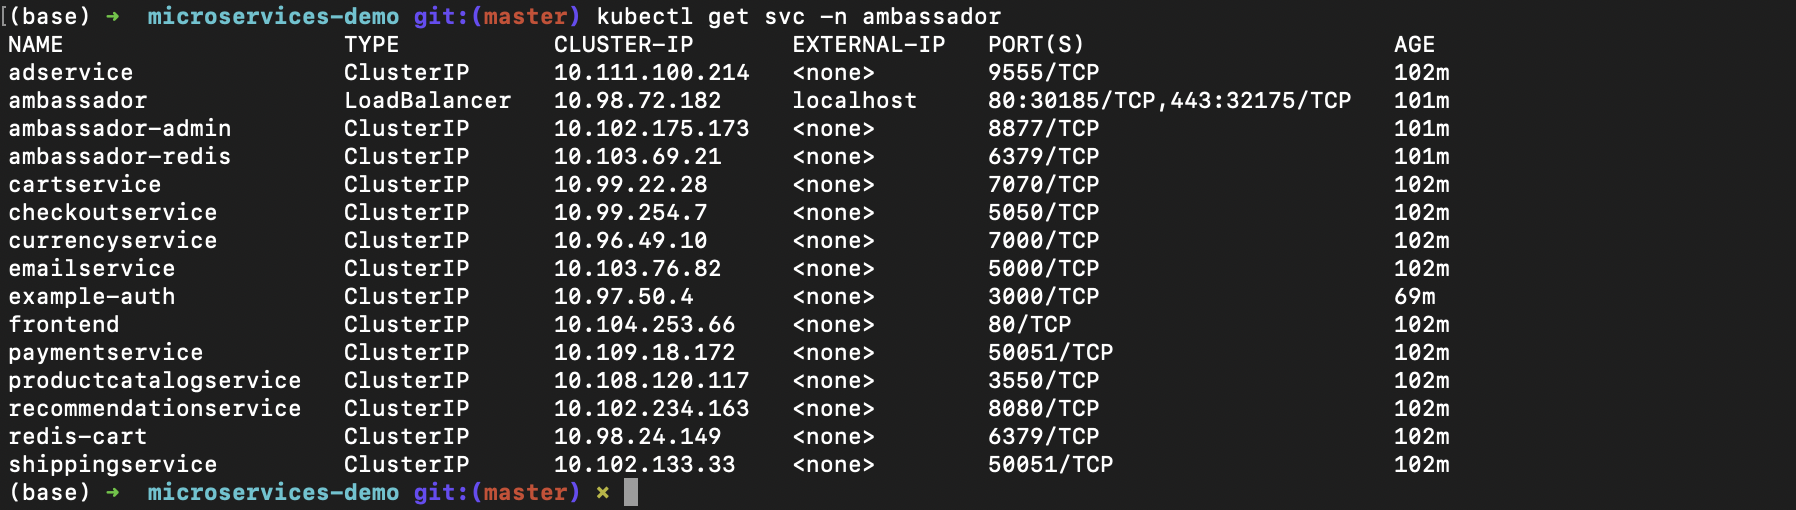 [(base) ➜  microservices-demo git:(master) kubectl get svc -n ambassador
NAME                    TYPE           CLUSTER-IP       EXTERNAL-IP   PORT(S)                      AGE
adservice               ClusterIP      10.111.100.214   <none>        9555/TCP                     102m
ambassador              LoadBalancer   10.98.72.182     localhost     80:30185/TCP,443:32175/TCP   101m
ambassador-admin        ClusterIP      10.102.175.173   <none>        8877/TCP                     101m
ambassador-redis        ClusterIP      10.103.69.21     <none>        6379/TCP                     101m
cartservice             ClusterIP      10.99.22.28      <none>        7070/TCP                     102m
checkoutservice         ClusterIP      10.99.254.7      <none>        5050/TCP                     102m
currencyservice         ClusterIP      10.96.49.10      <none>        7000/TCP                     102m
emailservice            ClusterIP      10.103.76.82     <none>        5000/TCP                     102m
example-auth            ClusterIP      10.97.50.4       <none>        3000/TCP                     69m
frontend                ClusterIP      10.104.253.66    <none>        80/TCP                       102m
paymentservice          ClusterIP      10.109.18.172    <none>        50051/TCP                    102m
productcatalogservice   ClusterIP      10.108.120.117   <none>        3550/TCP                     102m
recommendationservice   ClusterIP      10.102.234.163   <none>        8080/TCP                     102m
redis-cart              ClusterIP      10.98.24.149     <none>        6379/TCP                     102m
shippingservice         ClusterIP      10.102.133.33    <none>        50051/TCP                    102m
(base) ➜  microservices-demo git:(master) ✗